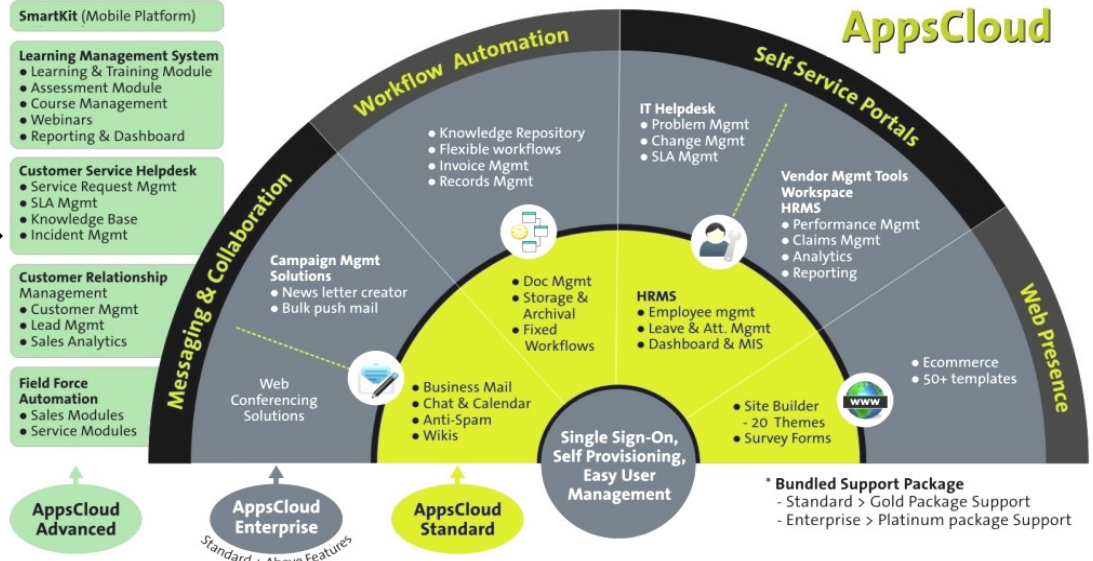 AppsCloud
SmartKit (Mobile Platform)
Learning Management System
● Learning & Training Module
● Assessment Module
● Course Management
● Webinars
● Reporting & Dashboard
Customer Service Helpdesk
● Service Request Mgmt
● SLA Mgmt
● Knowledge Base
● Incident Mgmt
Customer Relationship
Management
● Customer Mgmt
● Lead Mgmt
● Sales Analytics
Field Force
Automation
● Sales Modules
● Service Modules
AppsCloud
Advanced
Messaging & Collaboration
Campaign Mgmt
Solutions
● News letter creator
● Bulk push mail
Web
Conferencing
Solutions
● Business Mail
● Chat & Calendar
● Anti-Spam
● Wikis
Workflow Automation
● Knowledge Repository
● Flexible workflows
● Invoice Mgmt
● Records Mgmt
● Doc Mgmt
● Storage &
Archival
● Fixed
Workflows
Self Service Portals
IT Helpdesk
● Problem Mgmt
● Change Mgmt
● SLA Mgmt
Vendor Mgmt Tools
Workspace
HRMS
● Performance Mgmt
● Claims Mgmt
● Analytics
● Reporting
HRMS
● Employee mgmt
● Leave & Att. Mgmt
● Dashboard & MIS
Web Presence
● Ecommerce
● 50+ templates
www
● Site Builder
- 20 Themes
● Survey Forms
Single Sign-On,
Self Provisioning,
Easy User
Management
AppsCloud
Enterprise
Standard + Above Features
AppsCloud
Standard
* Bundled Support Package
- Standard > Gold Package Support
- Enterprise > Platinum package Support